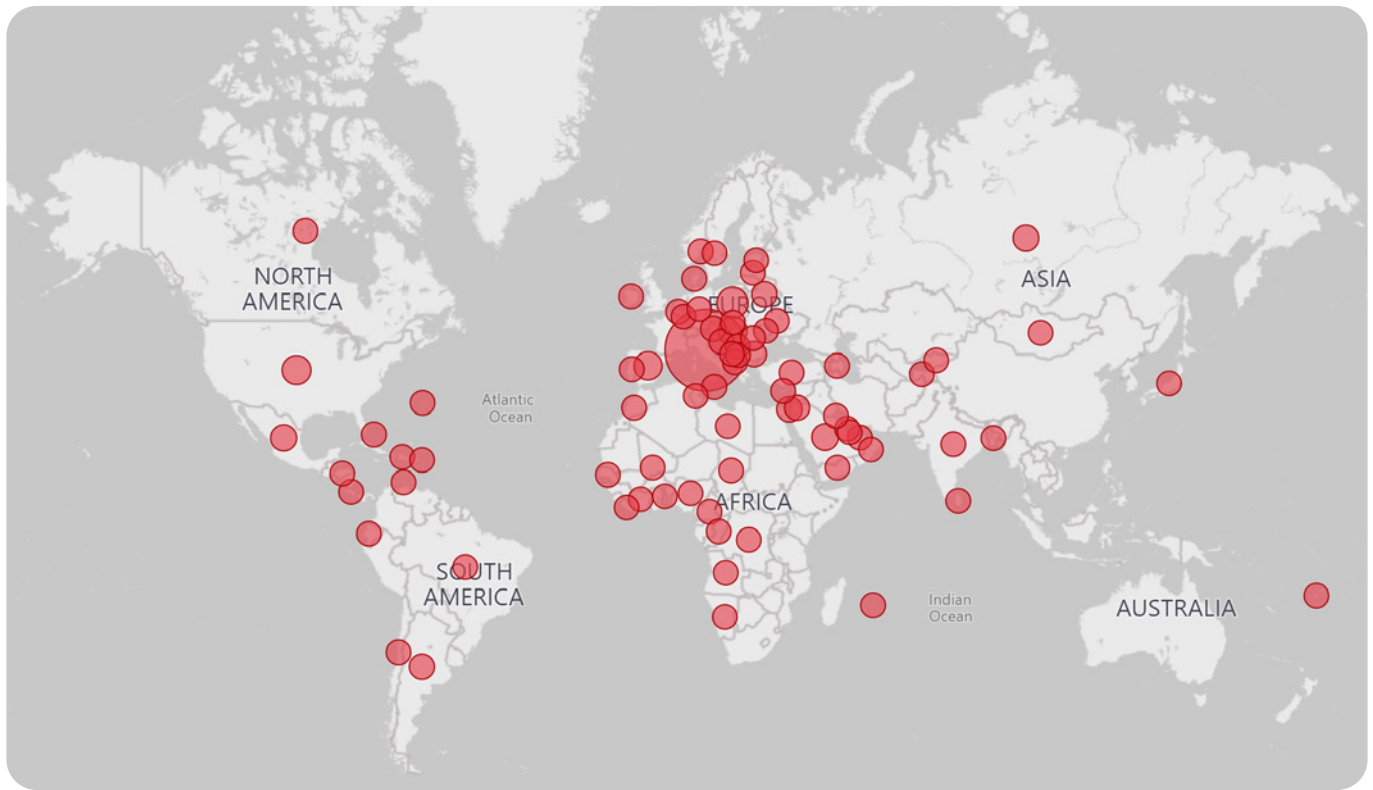 NORTH
AMERICA
EUROPE
ASIA
Atlantic
Ocean
AFRICA
SOUTH
AMERICA
Indian
Ocean
AUSTRALIA